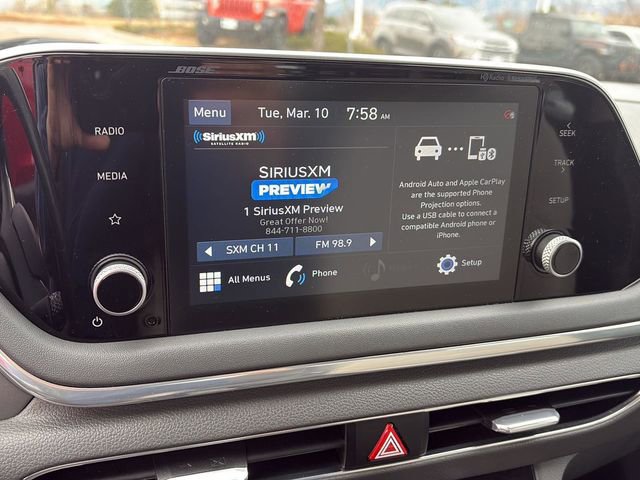 BOSE
HD Radio
Menu
Tue, Mar. 10
7:58 AM
SiriusXM
SATELLITE RADIO
SIRIUSXM
PREVIEW
1 SiriusXM Preview
Great Offer Now!
844-711-8800
SXM CH 11
FM 98.9
Android Auto and Apple CarPlay
are the supported Phone
Projection options.
Use a USB cable to connect a
compatible Android phone or
iPhone.
All Menus
Phone
Setup
RADIO
MEDIA
SEEK
TRACK
SETUP